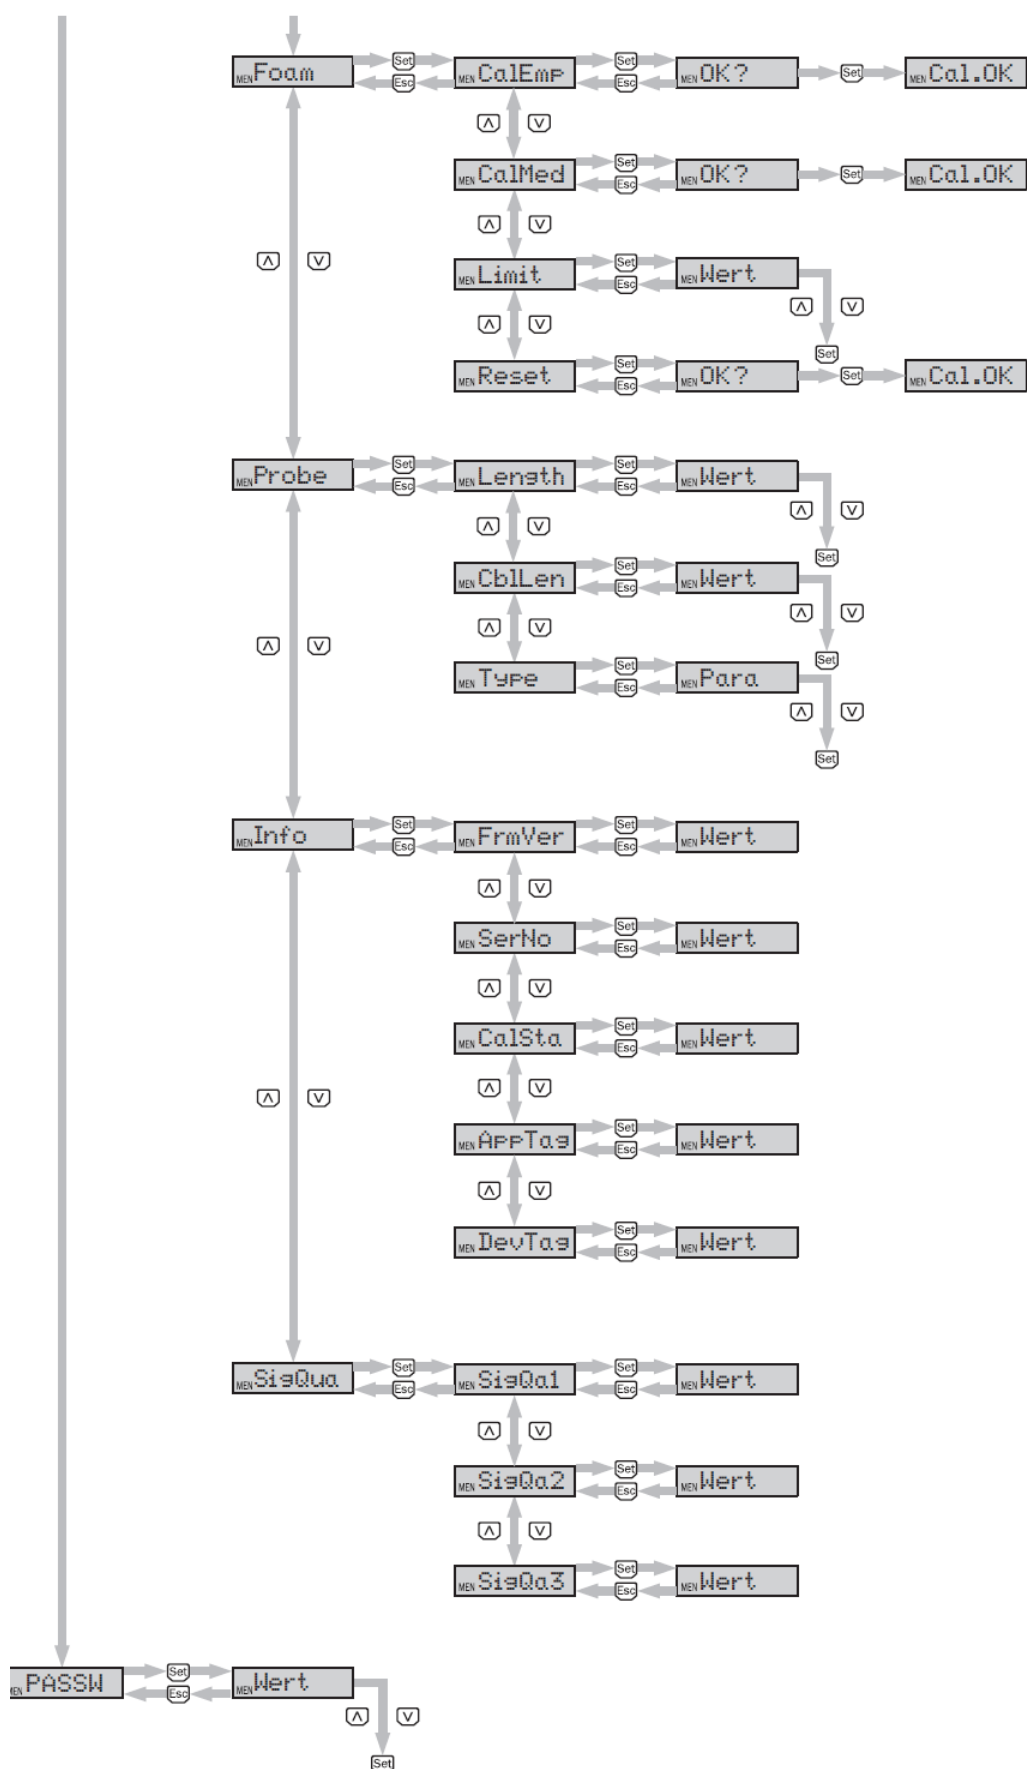 MEN Foam Set Esc MEN CalEmp Set Esc MEN OK? Set MEN Cal.OK
MEN CalMed Set Esc MEN OK? Set MEN Cal.OK
MEN Limit Set Esc MEN Wert
Set
MEN Reset Set Esc MEN OK? Set MEN Cal.OK
MEN Probe Set Esc MEN Length Set Esc MEN Wert
Set
MEN CblLen Set Esc MEN Wert
Set
MEN Type Set Esc MEN Para
Set
MEN Info Set Esc MEN FrmVer Set Esc MEN Wert
MEN SerNo Set Esc MEN Wert
MEN CalSta Set Esc MEN Wert
MEN AppTag Set Esc MEN Wert
MEN DevTag Set Esc MEN Wert
MEN SigQua Set Esc MEN SigQa1 Set Esc MEN Wert
MEN SigQa2 Set Esc MEN Wert
MEN SigQa3 Set Esc MEN Wert
MEN PASSW Set Esc MEN Wert
Set